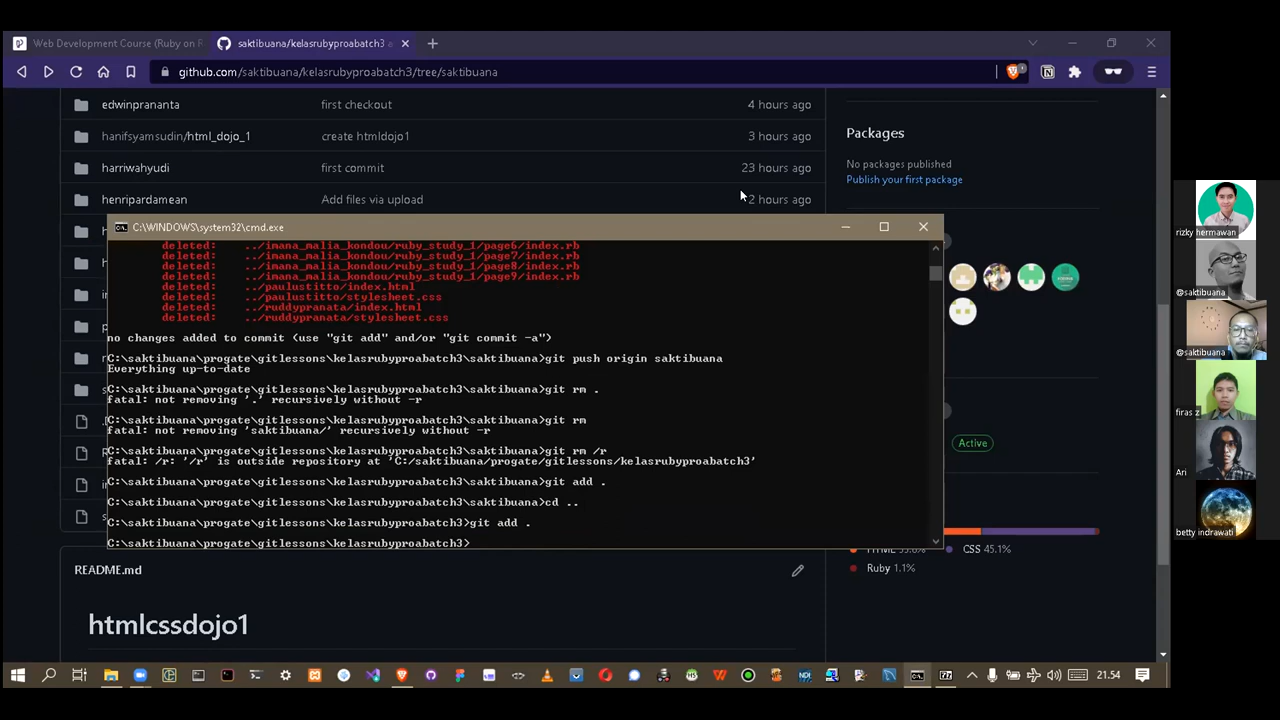 Web Development Course (Ruby on R
saktibuana/kelasrubyproabatch3 a
github.com/saktibuana/kelasrubyproabatch3/tree/saktibuana
edwinprananta first checkout 4 hours ago
hanifsyamsudin/html_dojo_1 create htmldojo1 3 hours ago
harriwahyudi first commit 23 hours ago
henripardamean Add files via upload 2 hours ago
Packages
No packages published
Publish your first package
C:\WINDOWS\system32\cmd.exe
deleted: ../imana_malia_kondou/ruby_study_1/page6/index.rb
deleted: ../imana_malia_kondou/ruby_study_1/page7/index.rb
deleted: ../imana_malia_kondou/ruby_study_1/page8/index.rb
deleted: ../imana_malia_kondou/ruby_study_1/page9/index.rb
deleted: ../paulustitto/index.html
deleted: ../paulustitto/stylesheet.css
deleted: ../ruddypranata/index.html
deleted: ../ruddypranata/stylesheet.css
no changes added to commit (use "git add" and/or "git commit -a")
C:\saktibuana\progate\gitlessons\kelasrubyproabatch3\saktibuana>git push origin saktibuana
Everything up-to-date
C:\saktibuana\progate\gitlessons\kelasrubyproabatch3\saktibuana>git rm .
fatal: not removing '.' recursively without -r
C:\saktibuana\progate\gitlessons\kelasrubyproabatch3\saktibuana>git rm
fatal: not removing 'saktibuana/' recursively without -r
C:\saktibuana\progate\gitlessons\kelasrubyproabatch3\saktibuana>git rm /r
fatal: /r: '/r' is outside repository at 'C:/saktibuana/progate/gitlessons/kelasrubyproabatch3'
C:\saktibuana\progate\gitlessons\kelasrubyproabatch3\saktibuana>git add .
C:\saktibuana\progate\gitlessons\kelasrubyproabatch3\saktibuana>cd ..
C:\saktibuana\progate\gitlessons\kelasrubyproabatch3>git add .
C:\saktibuana\progate\gitlessons\kelasrubyproabatch3>
Active
CSS 45.1%
Ruby 1.1%
README.md
htmlcssdojo1
21.54
rizky hermawan
@saktibuana
@saktibuana
firas z
Ari
betty indrawati